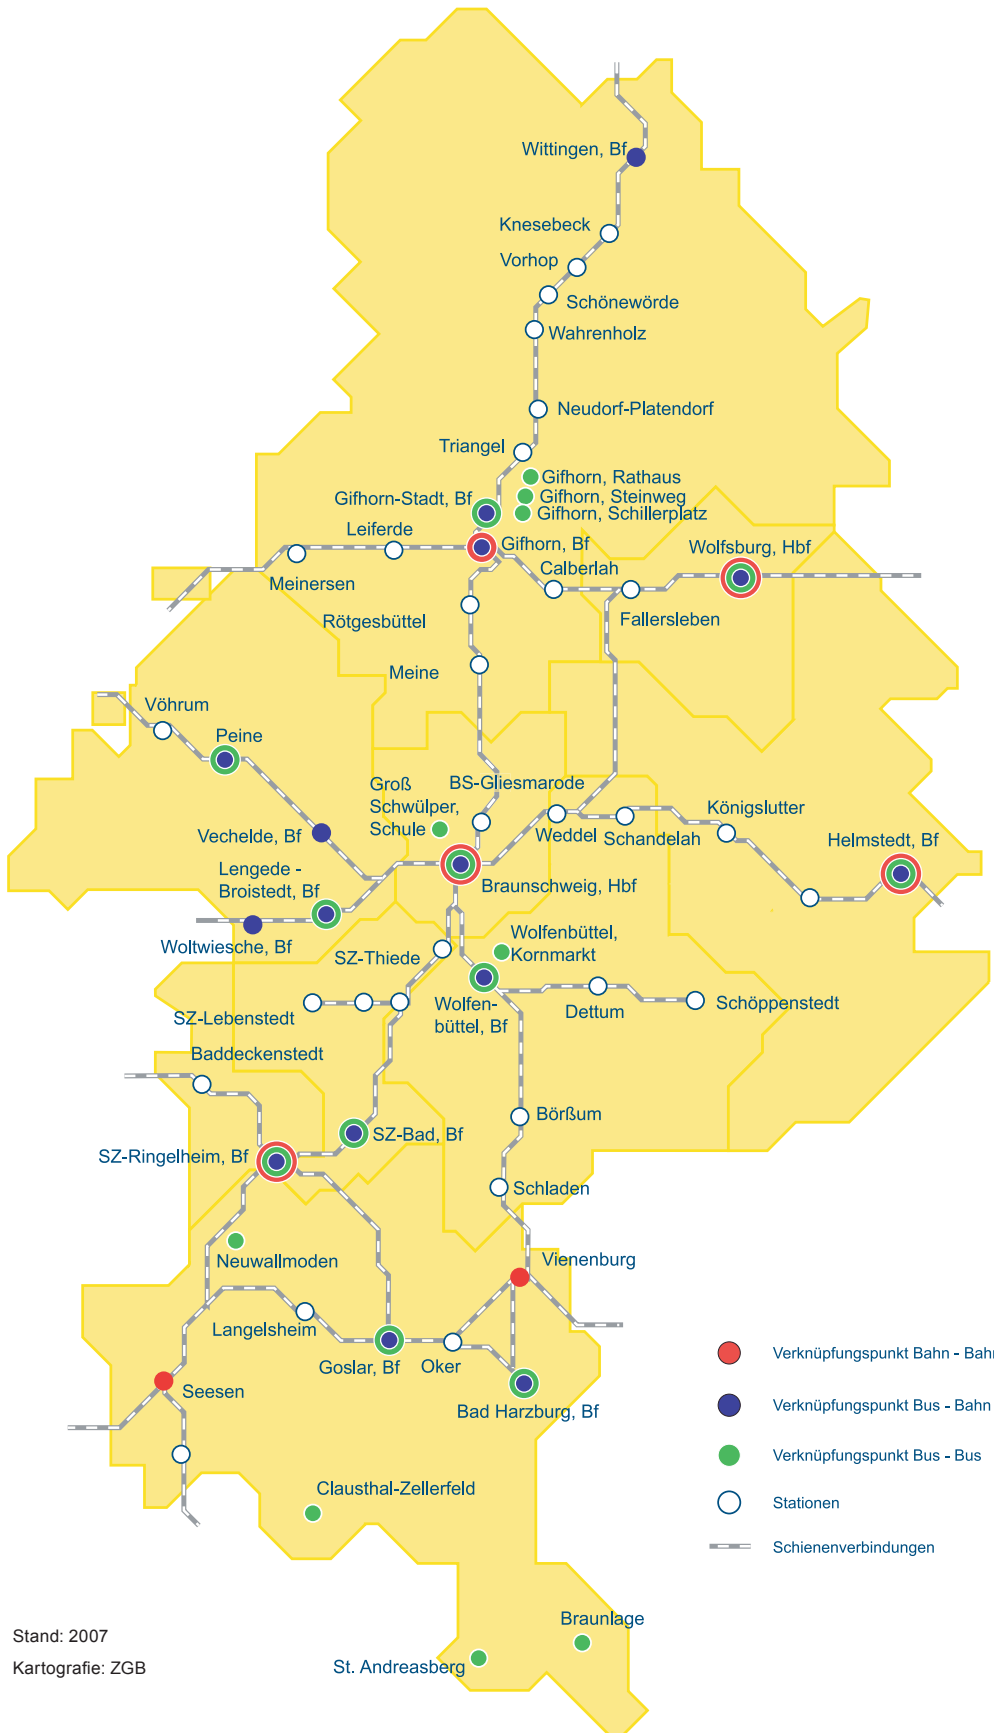 Wittingen, Bf
Knesebeck
Vorhop
Schönewörde
Wahrenholz
Neudorf-Platendorf
Triangel
Gifhorn, Rathaus
Gifhorn-Stadt, Bf
Gifhorn, Steinweg
Gifhorn, Schillerplatz
Leiferde
Gifhorn, Bf
Wolfsburg, Hbf
Meinersen
Calberlah
Rötgesbüttel
Fallersleben
Meine
Vöhrum
Peine
BS-Gliesmarode
Groß
Schwülper,
Schule
Königslutter
Vechelde, Bf
Weddel
Schandelah
Helmstedt, Bf
Lengede -
Broistedt, Bf
Braunschweig, Hbf
Woltwiesche, Bf
Wolfenbüttel,
Kornmarkt
SZ-Thiede
SZ-Lebenstedt
Wolfen-
büttel, Bf
Dettum
Schöppenstedt
Baddeckenstedt
Börßum
SZ-Bad, Bf
SZ-Ringelheim, Bf
Schladen
Neuwallmoden
Vienenburg
Langelsheim
Goslar, Bf
Oker
Seesen
Bad Harzburg, Bf
Verknüpfungspunkt Bahn - Bahn
Verknüpfungspunkt Bus - Bahn
Verknüpfungspunkt Bus - Bus
Stationen
Schienenverbindungen
Clausthal-Zellerfeld
Braunlage
St. Andreasberg
Stand: 2007
Kartografie: ZGB